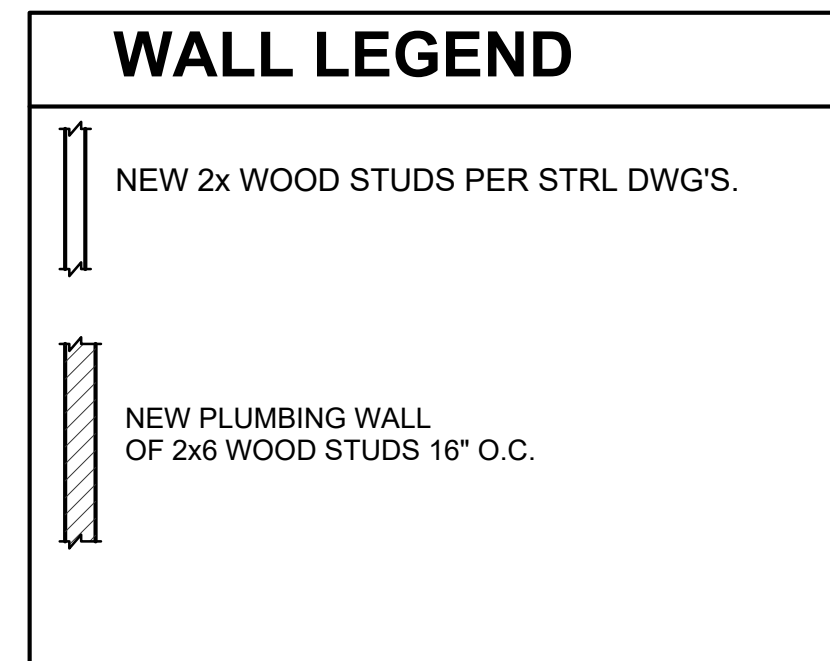 WALL LEGEND
NEW 2x WOOD STUDS PER STRL DWG'S.
NEW PLUMBING WALL
OF 2x6 WOOD STUDS 16" O.C.